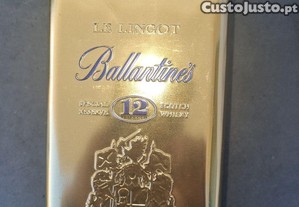 CustoJusto.pt
LE LINGOT
Ballantine's
SPECIAL RESERVE 12 SCOTCH WHISKY